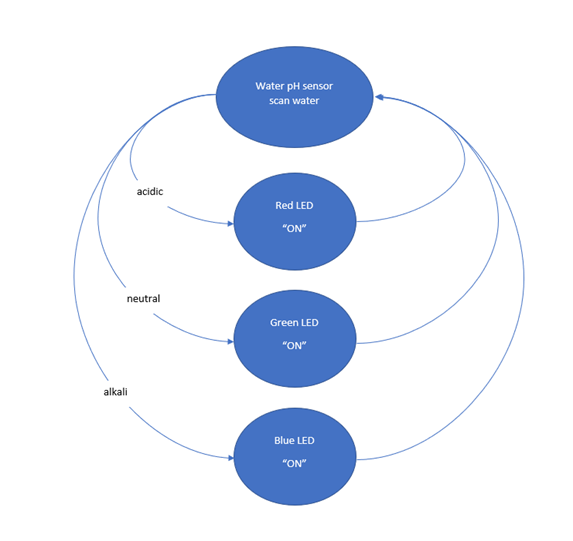 Water pH sensor
scan water
acidic
Red LED
“ON”
neutral
Green LED
“ON”
alkali
Blue LED
“ON”